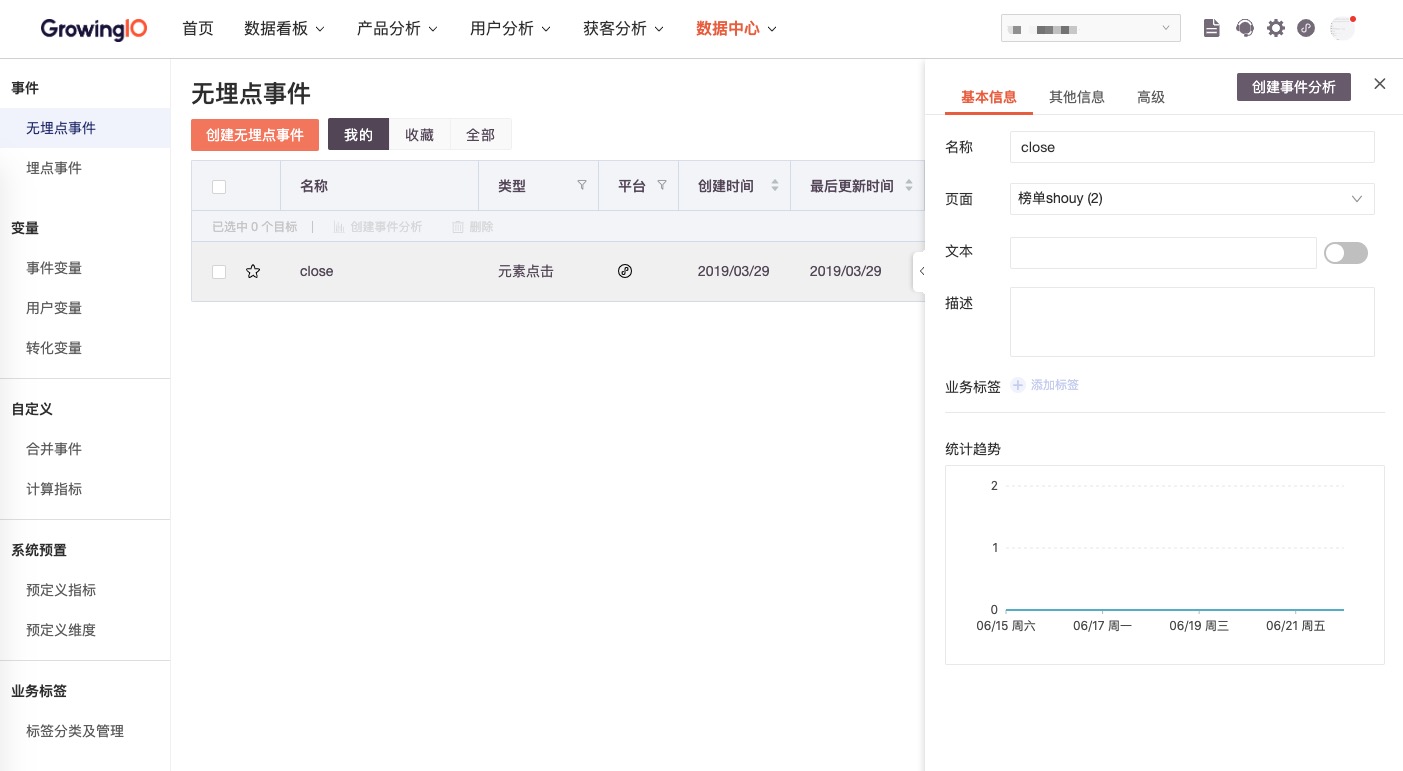 GrowingIO 首页 数据看板 产品分析 用户分析 获客分析 数据中心
事件
无埋点事件
埋点事件
变量
事件变量
用户变量
转化变量
自定义
合并事件
计算指标
系统预置
预定义指标
预定义维度
业务标签
标签分类及管理
无埋点事件
创建无埋点事件 我的 收藏 全部
名称 类型 平台 创建时间 最后更新时间
已选中 0 个目标 | 创建事件分析 删除
close 元素点击 2019/03/29 2019/03/29
基本信息 其他信息 高级 创建事件分析
名称 close
页面 榜单shouy (2)
文本
描述
业务标签 添加标签
统计趋势
2
1
0
06/15 周六 06/17 周一 06/19 周三 06/21 周五